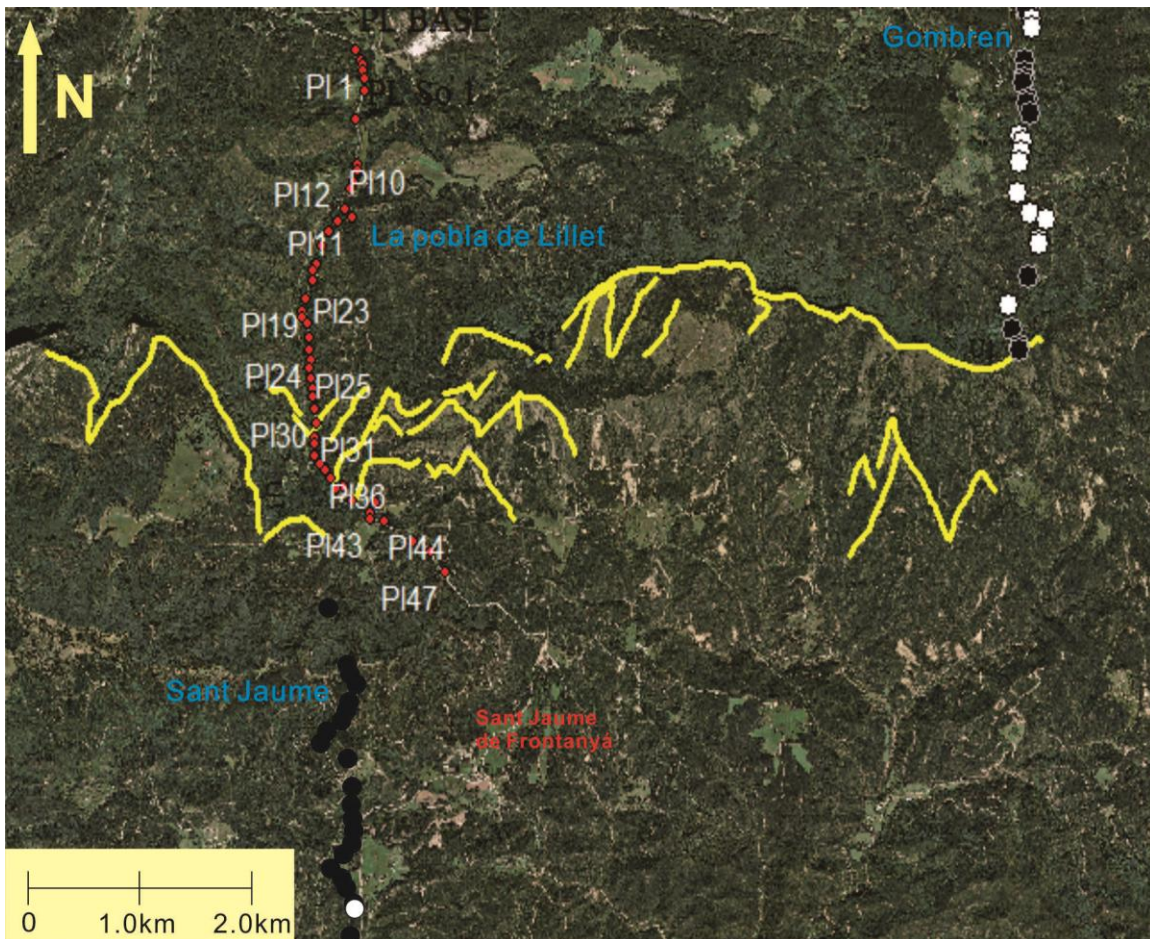 PL BASE
Gombren
Pl 1
PL So 1
N
Pl10
Pl12
La pobla de Lillet
Pl11
Pl23
Pl19
Pl24
Pl25
Pl30
Pl31
Pl36
Pl43
Pl44
Pl47
Sant Jaume
Sant Jaume
de Frontanyà
0 1.0km 2.0km